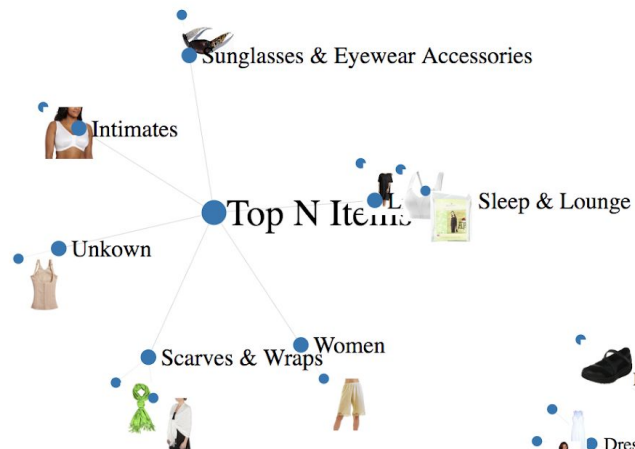 Sunglasses & Eyewear Accessories
Intimates
Sleep & Lounge
Top N Items
Unkown
Women
Scarves & Wraps